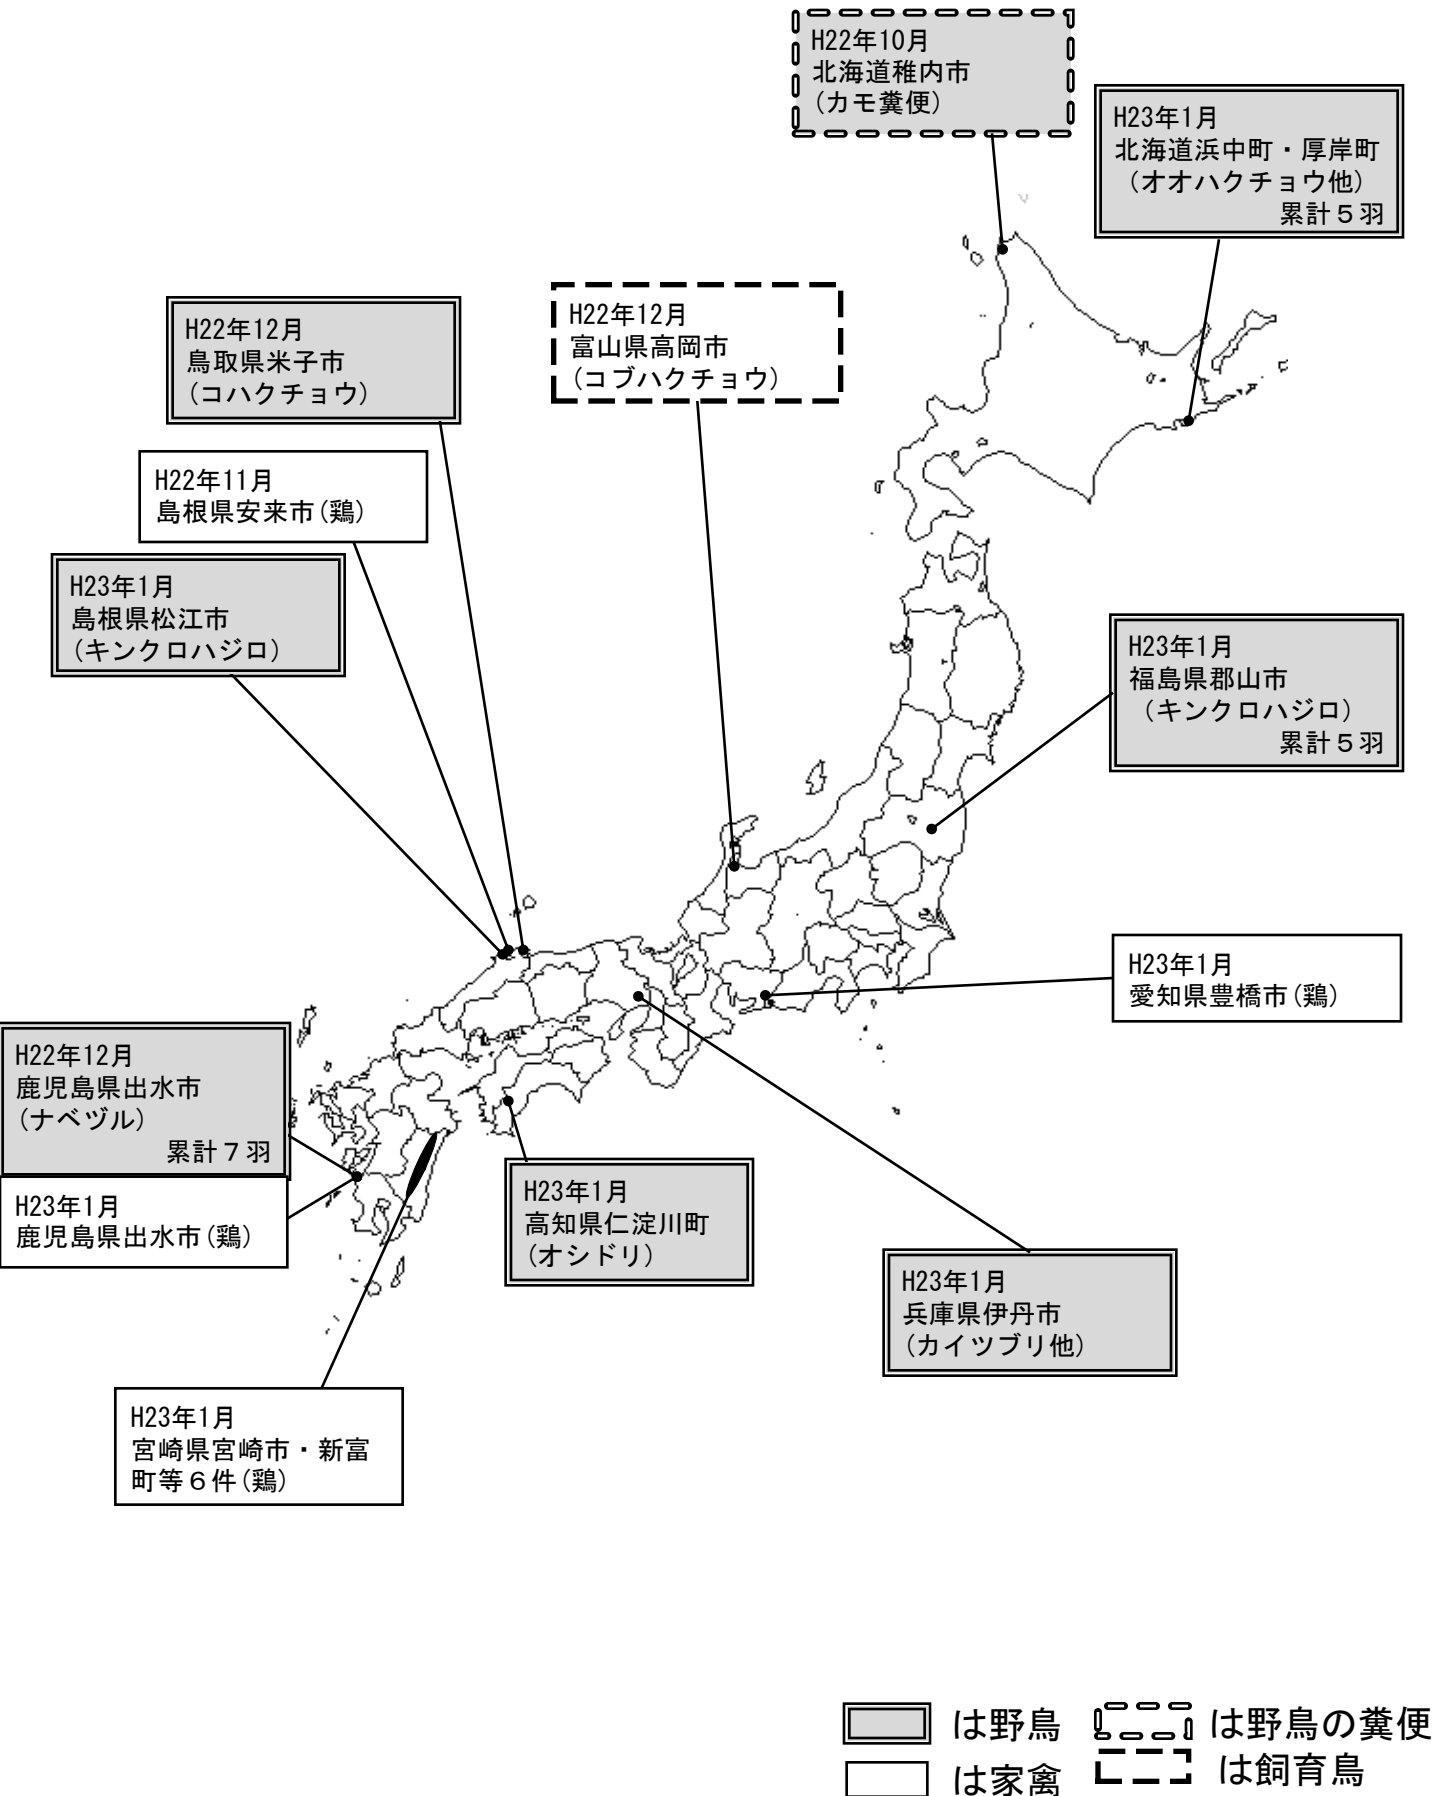 H22年10月
北海道稚内市
(カモ糞便)
H23年1月
北海道浜中町・厚岸町
(オオハクチョウ他)
累計５羽
H22年12月
鳥取県米子市
(コハクチョウ)
H22年12月
富山県高岡市
(コブハクチョウ)
H22年11月
島根県安来市(鶏)
H23年1月
島根県松江市
(キンクロハジロ)
H23年1月
福島県郡山市
(キンクロハジロ)
累計５羽
H23年1月
愛知県豊橋市(鶏)
H22年12月
鹿児島県出水市
(ナベヅル)
累計７羽
H23年1月
鹿児島県出水市(鶏)
H23年1月
高知県仁淀川町
(オシドリ)
H23年1月
兵庫県伊丹市
(カイツブリ他)
H23年1月
宮崎県宮崎市・新富
町等６件(鶏)
は野鳥
は野鳥の糞便
は家禽
は飼育鳥